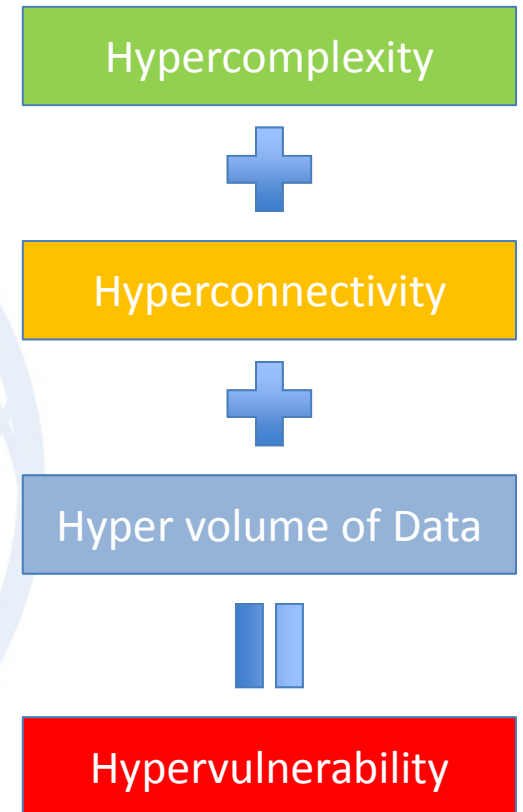 Hypercomplexity
Hyperconnectivity
Hyper volume of Data
Hypervulnerability